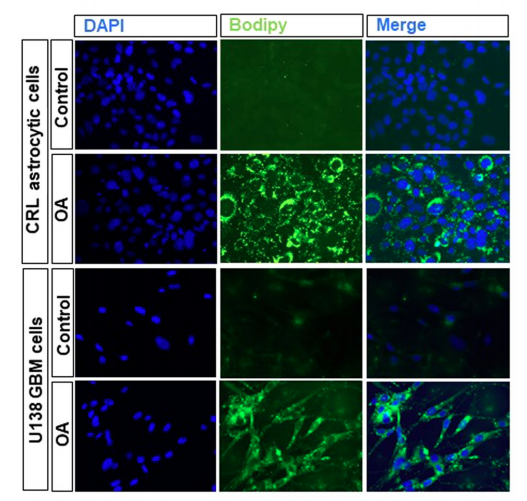 DAPI
Bodipy
Merge
CRL astrocytic cells
Control
OA
U138 GBM cells
Control
OA